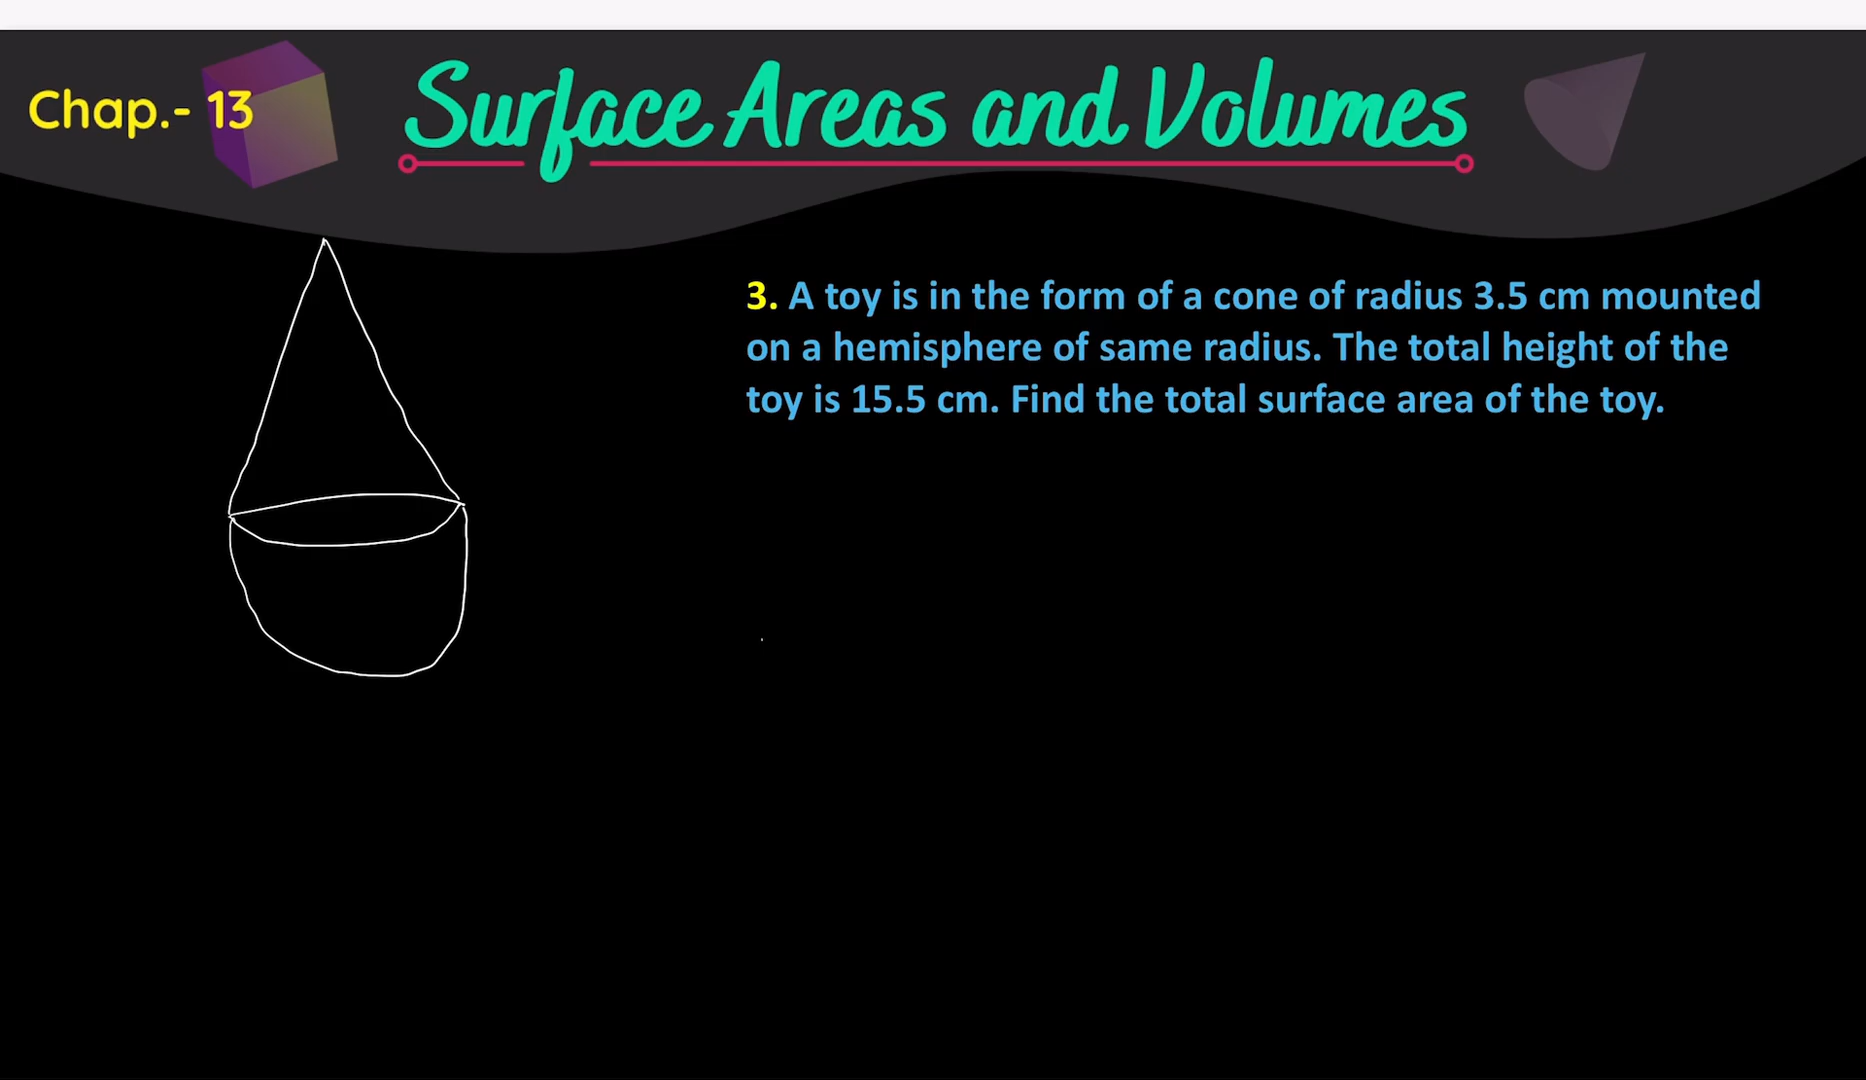 Chap.- 13
Surface Areas and Volumes
3. A toy is in the form of a cone of radius 3.5 cm mounted
on a hemisphere of same radius. The total height of the
toy is 15.5 cm. Find the total surface area of the toy.